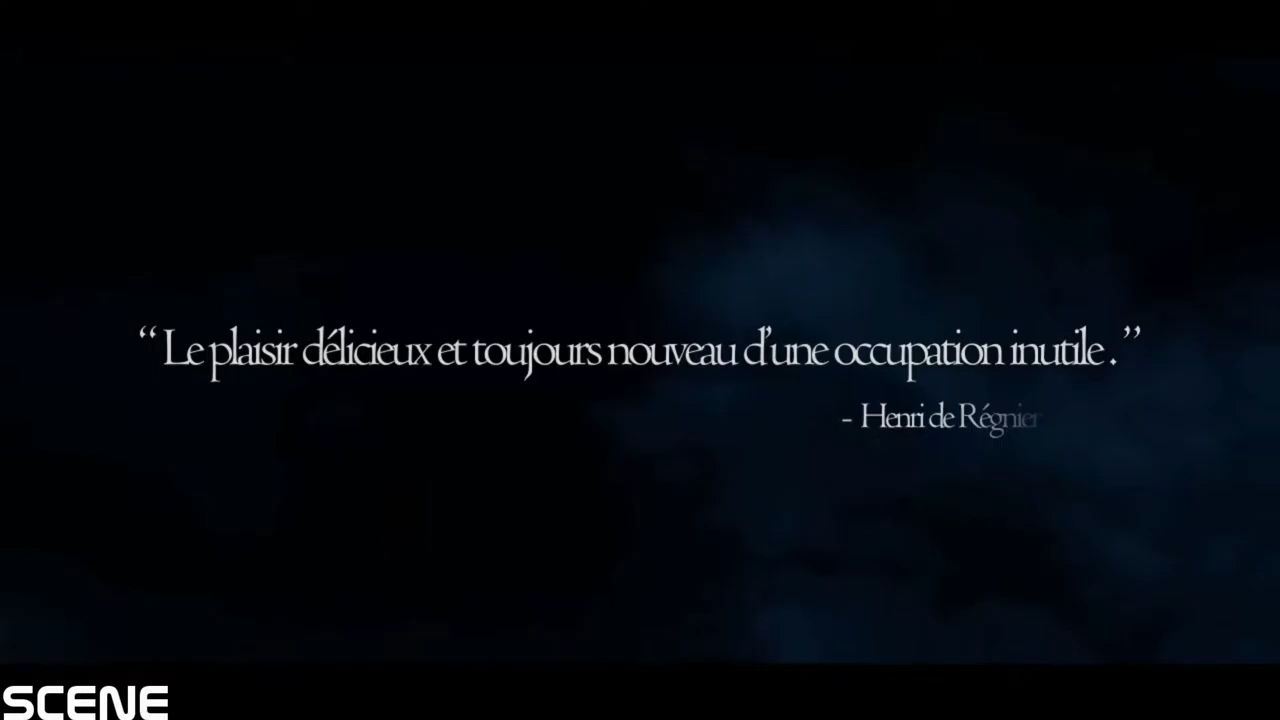 “ Le plaisir délicieux et toujours nouveau d’une occupation inutile . ”
- Henri de Régnier
SCENE